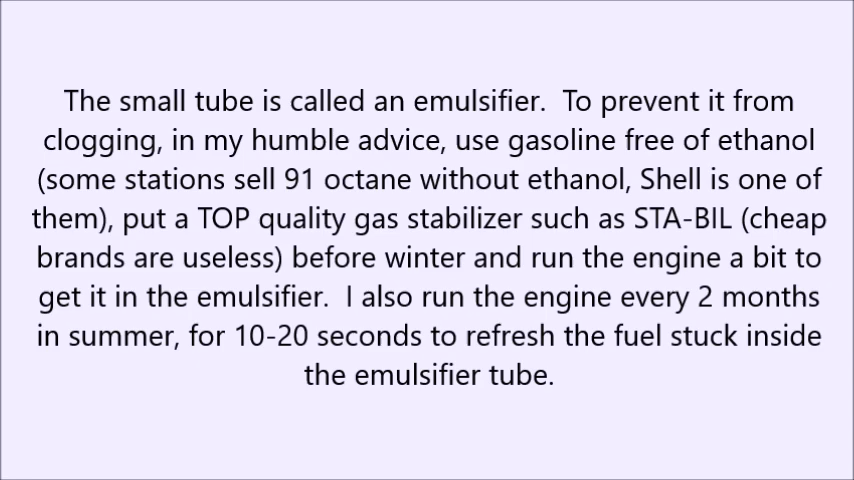 The small tube is called an emulsifier.  To prevent it from
clogging, in my humble advice, use gasoline free of ethanol
(some stations sell 91 octane without ethanol, Shell is one of
them), put a TOP quality gas stabilizer such as STA-BIL (cheap
brands are useless) before winter and run the engine a bit to
get it in the emulsifier.  I also run the engine every 2 months
in summer, for 10-20 seconds to refresh the fuel stuck inside
the emulsifier tube.